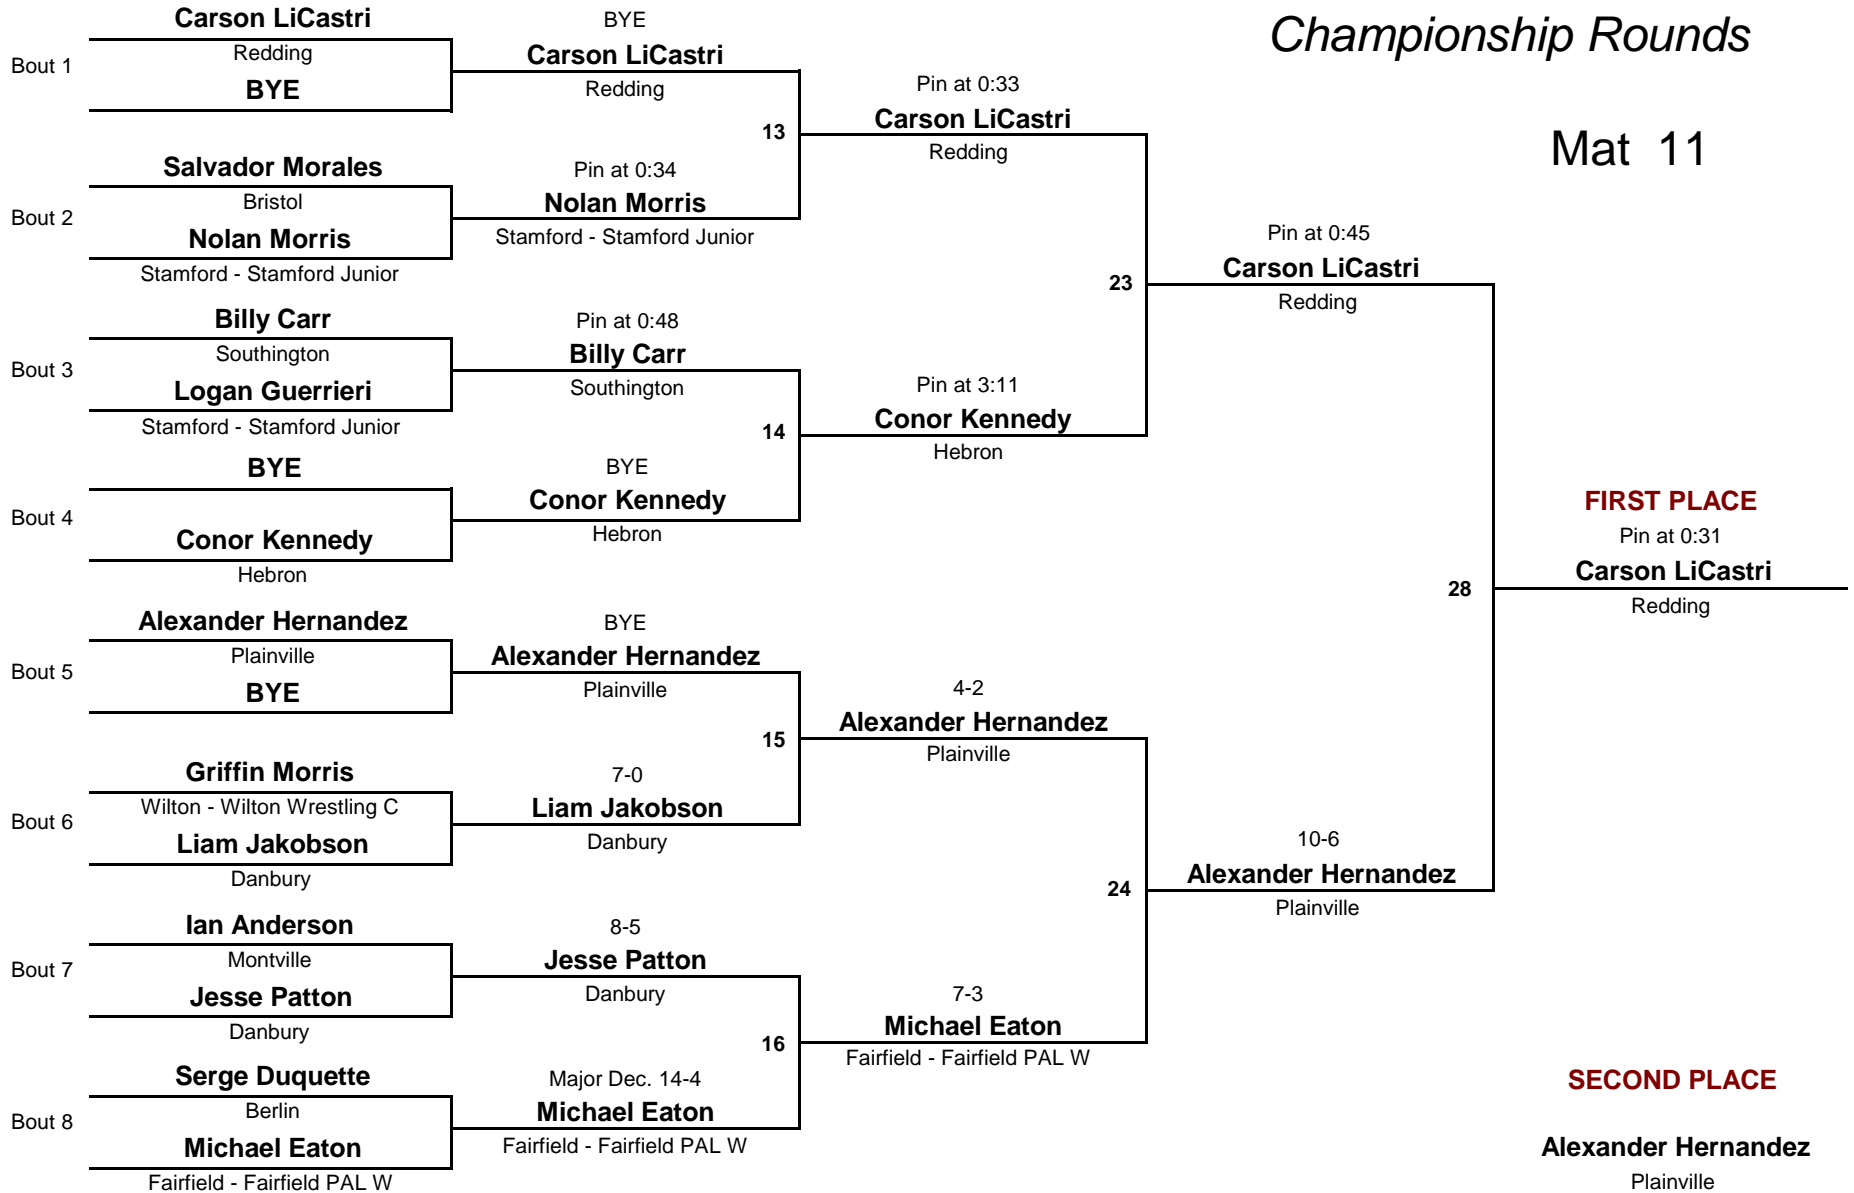 Championship Rounds
Mat 11
Bout 1
Carson LiCastri
Redding
BYE
Bout 2
Salvador Morales
Bristol
Nolan Morris
Stamford - Stamford Junior
Bout 3
Billy Carr
Southington
Logan Guerrieri
Stamford - Stamford Junior
Bout 4
BYE
Conor Kennedy
Hebron
Bout 5
Alexander Hernandez
Plainville
BYE
Bout 6
Griffin Morris
Wilton - Wilton Wrestling C
Liam Jakobson
Danbury
Bout 7
Ian Anderson
Montville
Jesse Patton
Danbury
Bout 8
Serge Duquette
Berlin
Michael Eaton
Fairfield - Fairfield PAL W
BYE
Carson LiCastri
Redding
13
Pin at 0:34
Nolan Morris
Stamford - Stamford Junior
Pin at 0:48
Billy Carr
Southington
14
BYE
Conor Kennedy
Hebron
BYE
Alexander Hernandez
Plainville
15
7-0
Liam Jakobson
Danbury
8-5
Jesse Patton
Danbury
16
Major Dec. 14-4
Michael Eaton
Fairfield - Fairfield PAL W
Pin at 0:33
Carson LiCastri
Redding
23
Pin at 3:11
Conor Kennedy
Hebron
4-2
Alexander Hernandez
Plainville
24
7-3
Michael Eaton
Fairfield - Fairfield PAL W
Pin at 0:45
Carson LiCastri
Redding
28
10-6
Alexander Hernandez
Plainville
FIRST PLACE
Pin at 0:31
Carson LiCastri
Redding
SECOND PLACE
Alexander Hernandez
Plainville